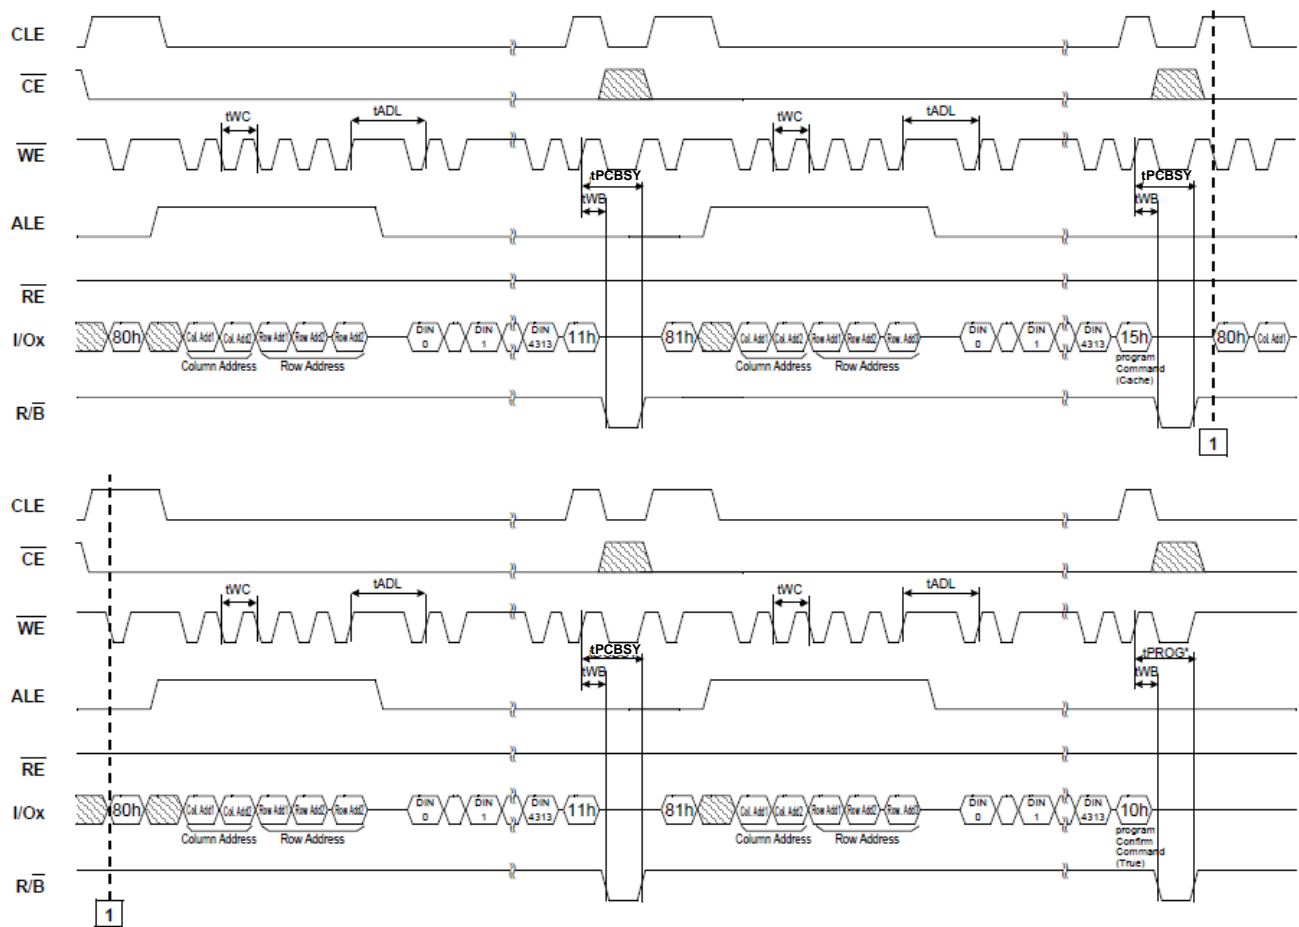 CLE
CE
tWC
tADL
tWC
tADL
WE
tPCBSY
tPCBSY
tWB
tWB
ALE
RE
I/Ox
80h
Col. Add1
Col. Add2
Row Add1
Row Add2
Row Add2
DIN
0
DIN
1
DIN
4313
11h
81h
Col. Add1
Col. Add2
Row Add1
Row Add2
Row. Add3
DIN
0
DIN
1
DIN
4313
15h
80h
Col. Add1
Column Address
Row Address
Column Address
Row Address
program
Command
(Cache)
R/B
1
CLE
CE
tWC
tADL
tWC
tADL
WE
tPCBSY
tPROG*
tWB
tWB
ALE
RE
I/Ox
80h
Col. Add1
Col. Add2
Row Add1
Row Add2
Row Add2
DIN
0
DIN
1
DIN
4313
11h
81h
Col. Add1
Col. Add2
Row Add1
Row Add2
Row. Add3
DIN
0
DIN
1
DIN
4313
10h
Column Address
Row Address
Column Address
Row Address
program
Confirm
Command
(True)
R/B
1